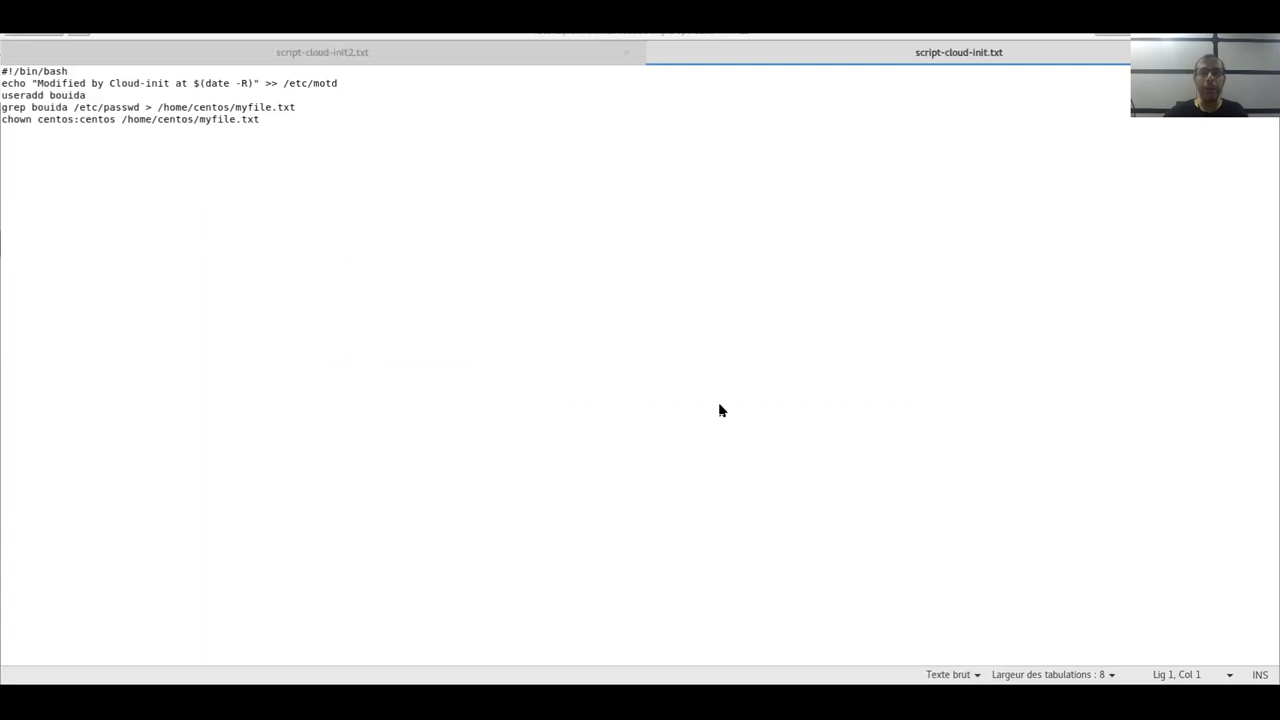 script-cloud-init2.txt
script-cloud-init.txt
#!/bin/bash
echo "Modified by Cloud-init at $(date -R)" >> /etc/motd
useradd bouida
grep bouida /etc/passwd > /home/centos/myfile.txt
chown centos:centos /home/centos/myfile.txt
Texte brut
Largeur des tabulations : 8
Lig 1, Col 1
INS